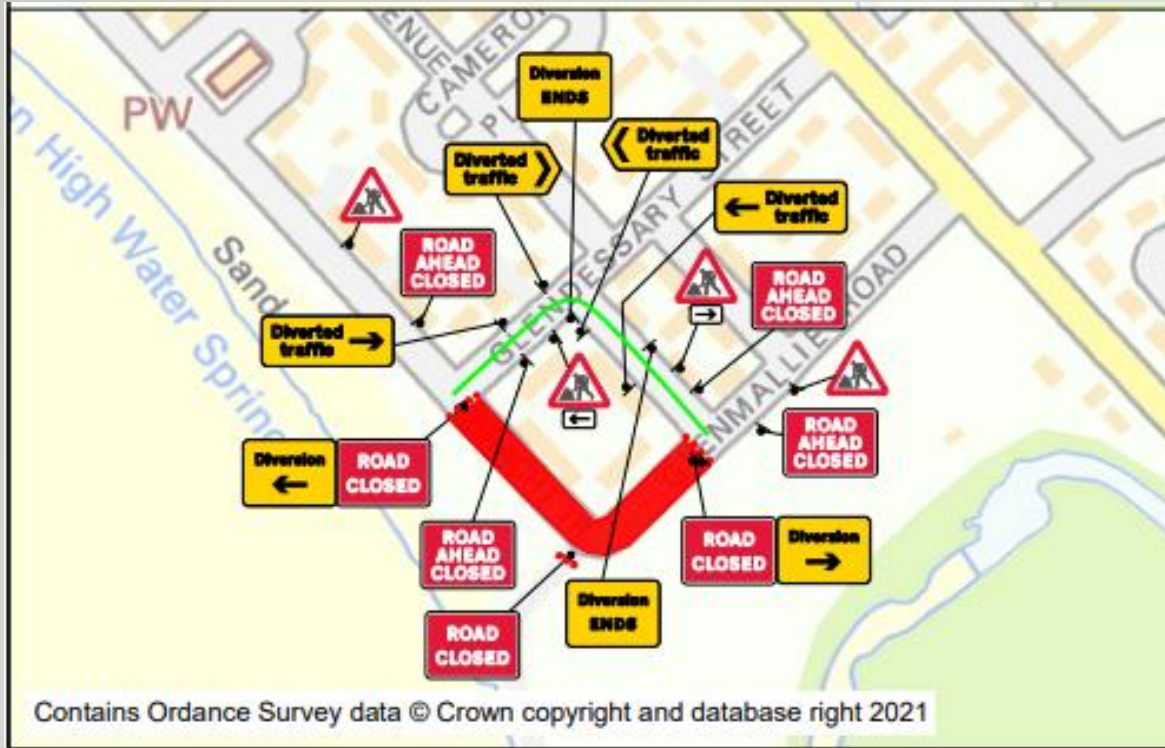 ENUE
CAMERO
PL
PW
n High Water Spring
Sand
GLENDESSARY STREET
ENMALLIE ROAD
Diversion
ENDS
Diverted
traffic
Diverted
traffic
Diverted
traffic
ROAD
AHEAD
CLOSED
ROAD
AHEAD
CLOSED
Diverted
traffic
ROAD
AHEAD
CLOSED
Diversion
ROAD
CLOSED
ROAD
AHEAD
CLOSED
ROAD
CLOSED
Diversion
Diversion
ENDS
ROAD
CLOSED
Contains Ordance Survey data © Crown copyright and database right 2021